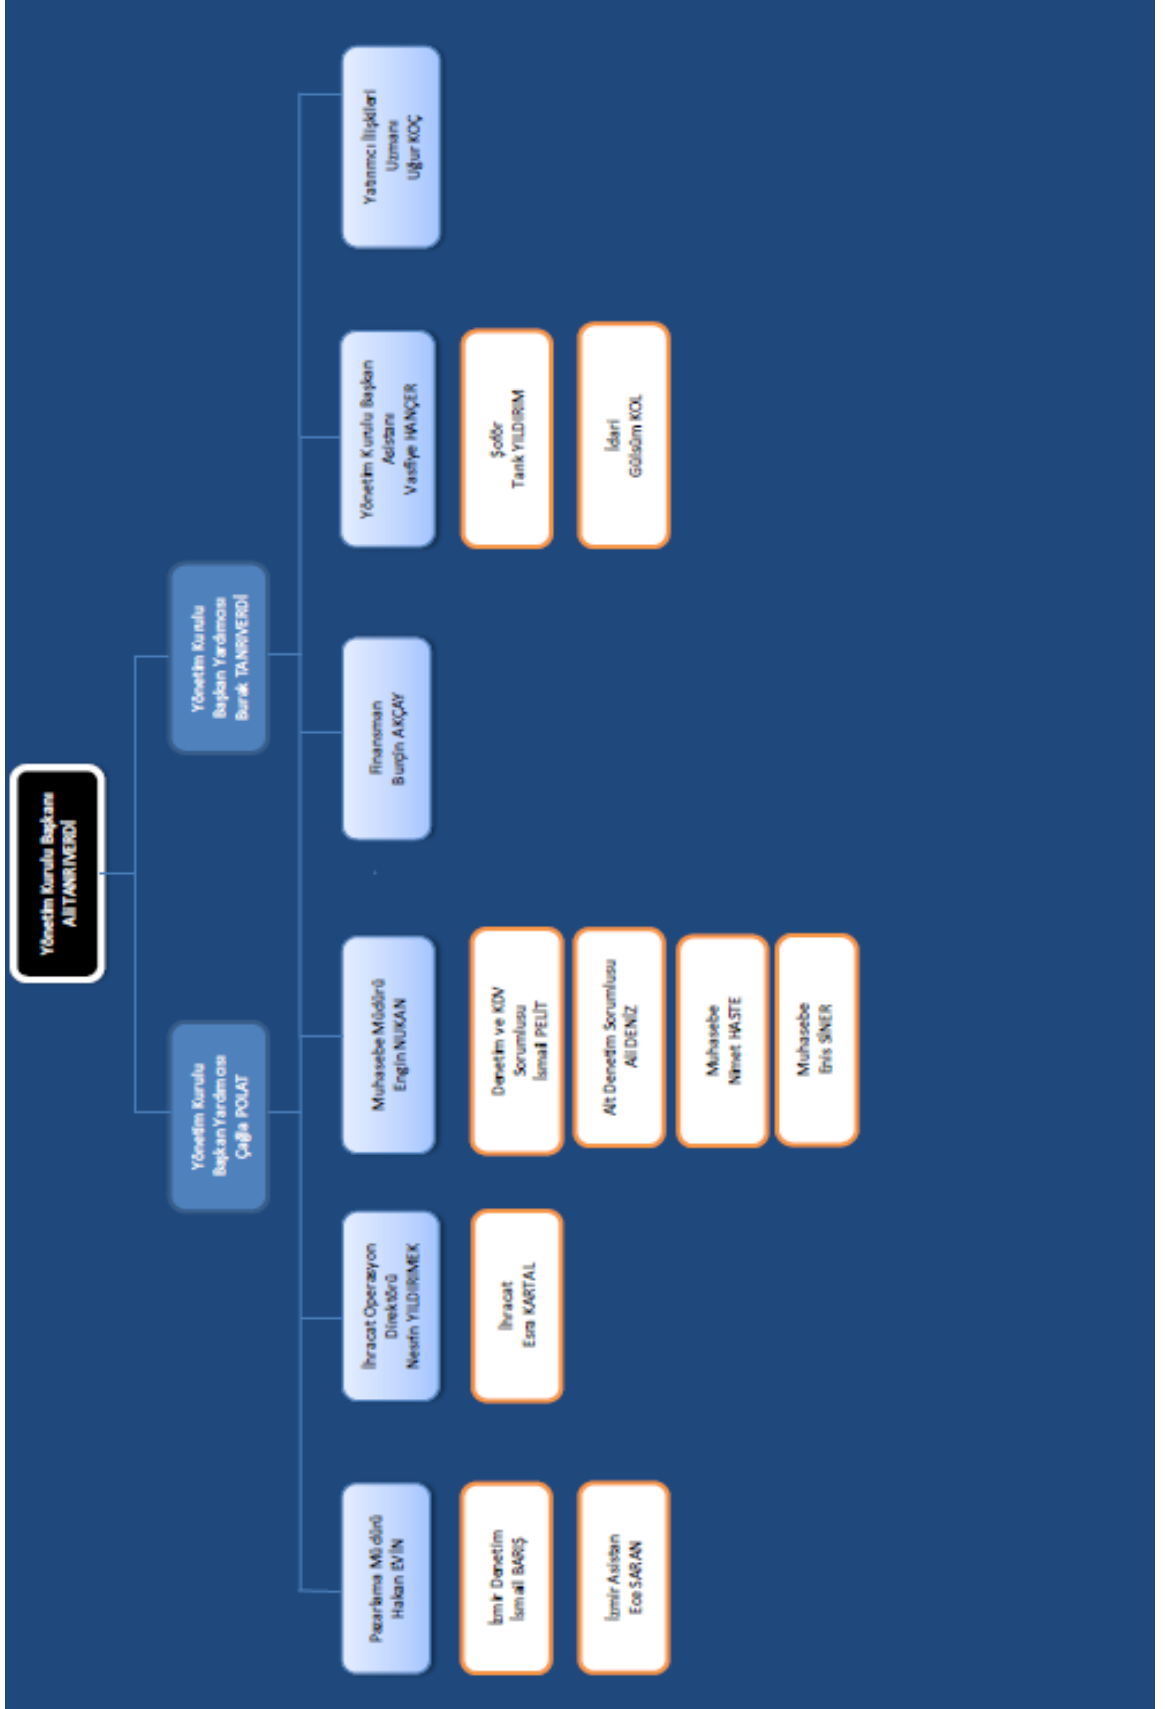 Yönetim Kurulu Başkanı
Ali TANRIVERDİ
Yönetim Kurulu
Başkan Yardımcısı
Çağla POLAT
Yönetim Kurulu
Başkan Yardımcısı
Burak TANRIVERDİ
Pazarlama Müdürü
Hakan EVİN
İhracat Operasyon
Direktörü
Nesrin YILDIRIMEK
Muhasebe Müdürü
Engin NUKAN
Finansman
Burçin AKÇAY
Yönetim Kurulu Başkan
Asistanı
Vasfiye HANÇER
Yatırımcı İlişkileri
Uzmanı
Uğur KOÇ
İzmir Denetim
İsmail BARIŞ
İzmir Asistan
Ece SARAN
İhracat
Esra KARTAL
Denetim ve KDV
Sorumlusu
İsmail PELİT
Alt Denetim Sorumlusu
Ali DENİZ
Muhasebe
Nimet HASTE
Muhasebe
Enis SİNER
Şoför
Tarık YILDIRIM
İdari
Gülsüm KOL